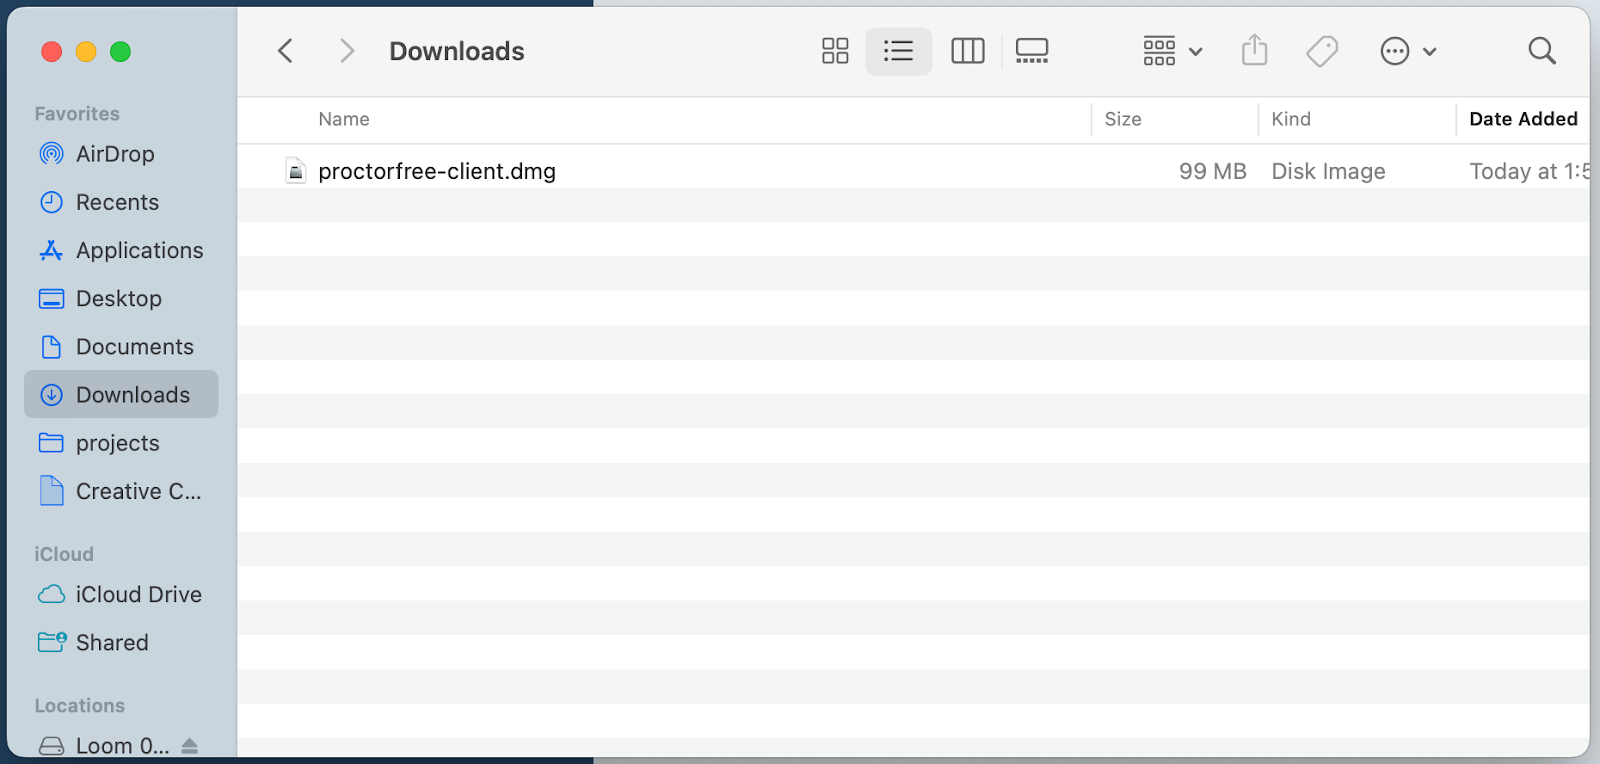 Downloads
Favorites
AirDrop
Recents
Applications
Desktop
Documents
Downloads
projects
Creative C...
iCloud
iCloud Drive
Shared
Locations
Loom 0...
Name Size Kind Date Added
proctorfree-client.dmg 99 MB Disk Image Today at 1:5